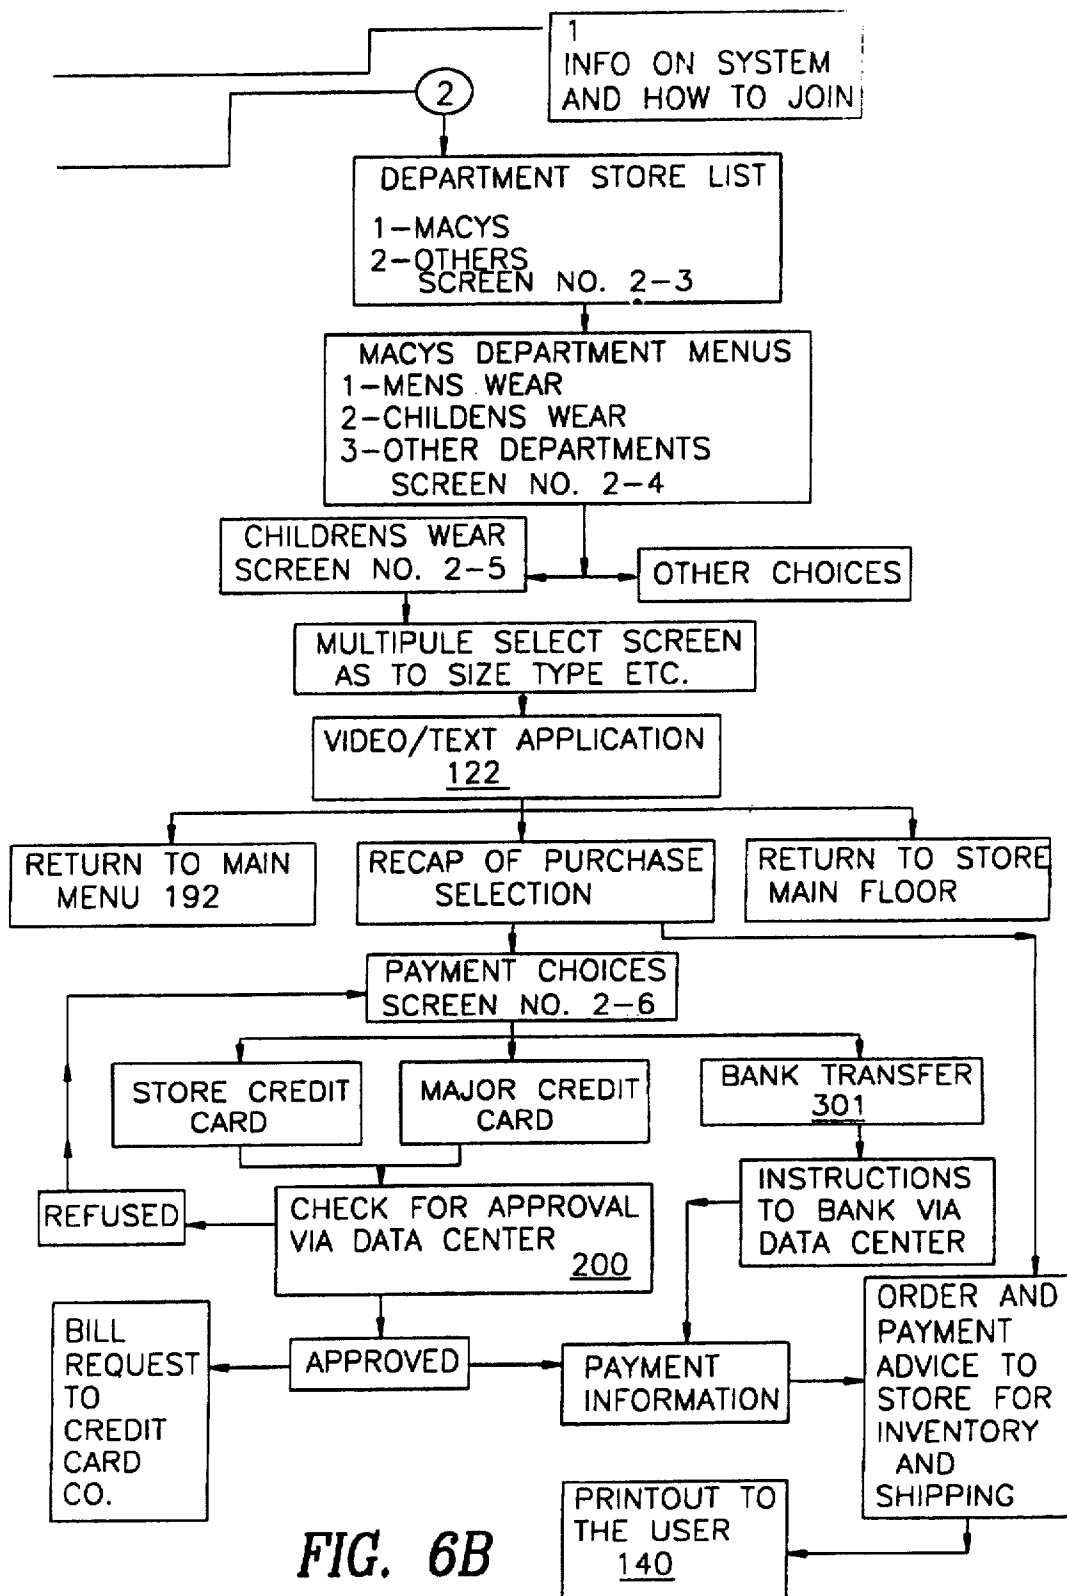 1
INFO ON SYSTEM
AND HOW TO JOIN
2
DEPARTMENT STORE LIST
1-MACYS
2-OTHERS
SCREEN NO. 2-3
MACYS DEPARTMENT MENUS
1-MENS WEAR
2-CHILDENS WEAR
3-OTHER DEPARTMENTS
SCREEN NO. 2-4
CHILDRENS WEAR
SCREEN NO. 2-5
OTHER CHOICES
MULTIPULE SELECT SCREEN
AS TO SIZE TYPE ETC.
VIDEO/TEXT APPLICATION
122
RETURN TO MAIN
MENU 192
RECAP OF PURCHASE
SELECTION
RETURN TO STORE
MAIN FLOOR
PAYMENT CHOICES
SCREEN NO. 2-6
STORE CREDIT
CARD
MAJOR CREDIT
CARD
BANK TRANSFER
301
REFUSED
CHECK FOR APPROVAL
VIA DATA CENTER
200
INSTRUCTIONS
TO BANK VIA
DATA CENTER
BILL
REQUEST
TO
CREDIT
CARD
CO.
APPROVED
PAYMENT
INFORMATION
ORDER AND
PAYMENT
ADVICE TO
STORE FOR
INVENTORY
AND
SHIPPING
PRINTOUT TO
THE USER
140
FIG. 6B